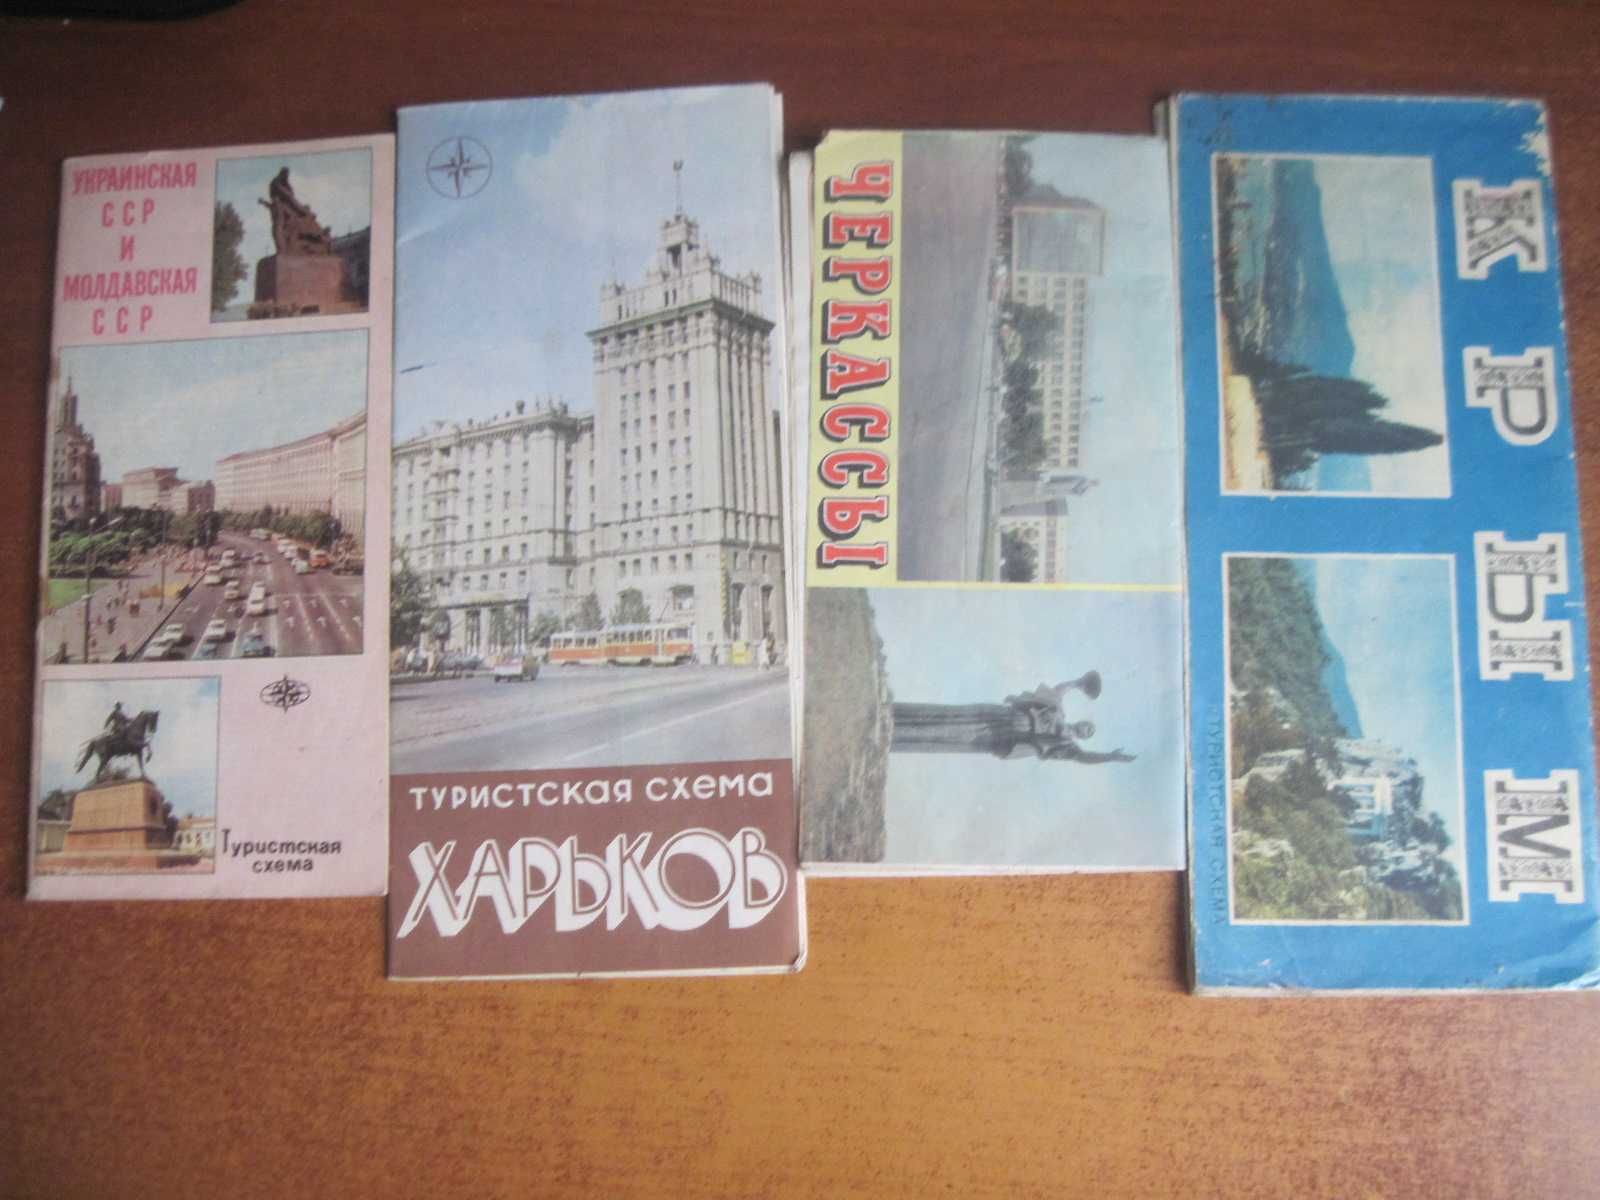 УКРАИНСКАЯ
ССР
И
МОЛДАВСКАЯ
ССР
Туристская
схема
ТУРИСТСКАЯ СХЕМА
ХАРЬКОВ
ЧЕРКАССЫ
КРЫМ
ТУРИСТСКАЯ СХЕМА